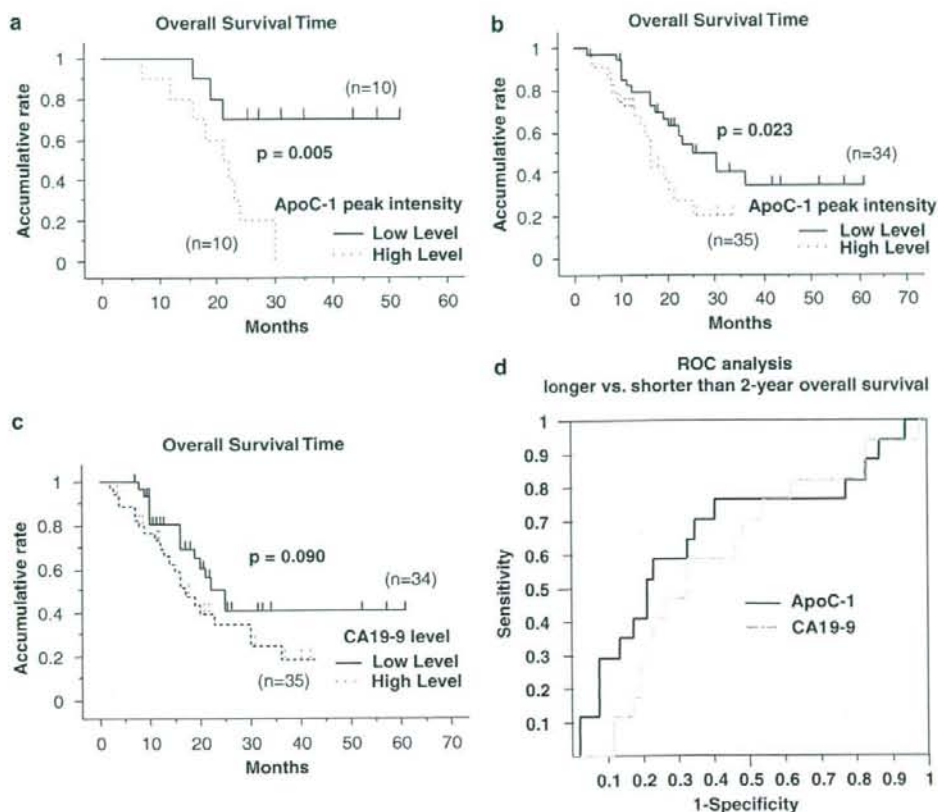 a
Overall Survival Time
Accumulative rate
1
0.8
0.6
0.4
0.2
0
(n=10)
p = 0.005
ApoC-1 peak intensity
Low Level
High Level
(n=10)
0 10 20 30 40 50 60
Months
b
Overall Survival Time
Accumulative rate
1
0.8
0.6
0.4
0.2
0
p = 0.023
(n=34)
ApoC-1 peak intensity
Low Level
High Level
(n=35)
0 10 20 30 40 50 60 70
Months
c
Overall Survival Time
Accumulative rate
1
0.8
0.6
0.4
0.2
0
p = 0.090
(n=34)
CA19-9 level
Low Level
High Level
(n=35)
0 10 20 30 40 50 60 70
Months
d
ROC analysis
longer vs. shorter than 2-year overall survival
Sensitivity
1
0.9
0.8
0.7
0.6
0.5
0.4
0.3
0.2
0.1
ApoC-1
CA19-9
0.1 0.2 0.3 0.4 0.5 0.6 0.7 0.8 0.9 1
1-Specificity